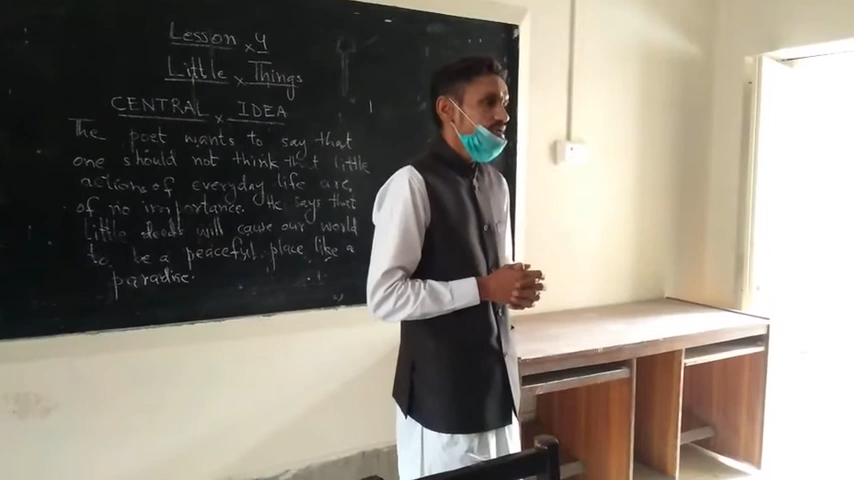 Lesson × 4
Little × Things
CENTRAL × IDEA
The poet wants to say that
one should not think that little
actions of everyday life are
of no importance. He says that
little deeds will cause our world
to be a peaceful place like a
paradise.